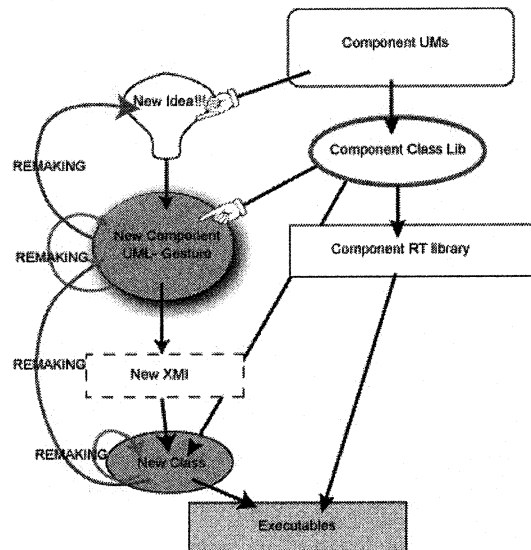 Component UMs
New Idea!!!
Component Class Lib
REMAKING
New Component
UML- Gesture
REMAKING
Component RT library
REMAKING
New XMI
REMAKING
New Class
Executables